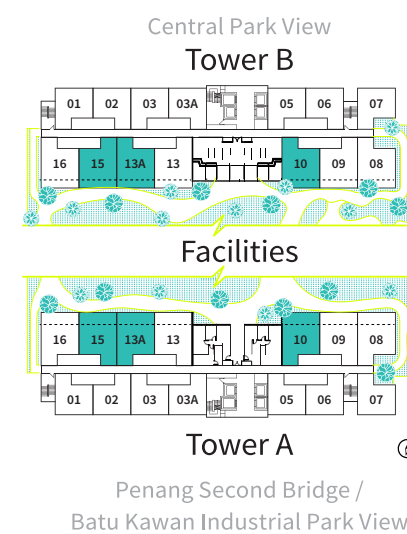 Central Park View
Tower B
01 02 03 03A 05 06 07
16 15 13A 13 10 09 08
Facilities
16 15 13A 13 10 09 08
01 02 03 03A 05 06 07
Tower A
Penang Second Bridge /
Batu Kawan Industrial Park View